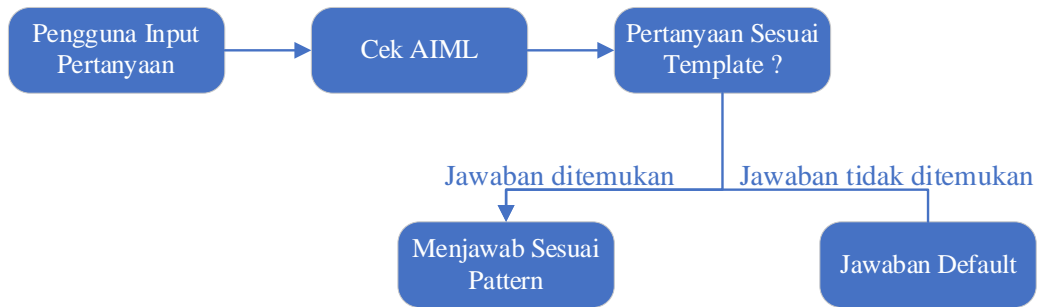 Pengguna Input
Pertanyaan
Cek AIML
Pertanyaan Sesuai
Template ?
Jawaban ditemukan
Jawaban tidak ditemukan
Menjawab Sesuai
Pattern
Jawaban Default